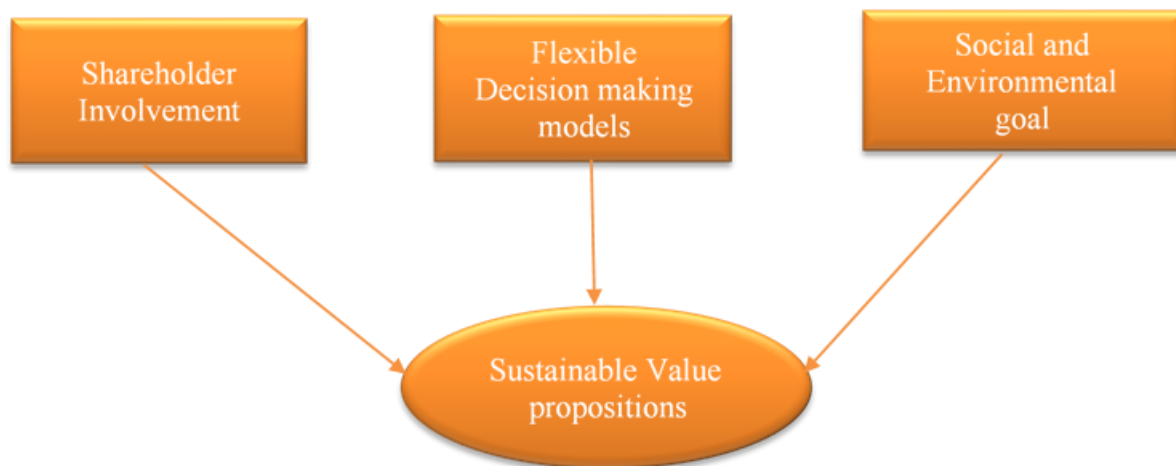 Shareholder
Involvement
Flexible
Decision making
models
Social and
Environmental
goal
Sustainable Value
propositions